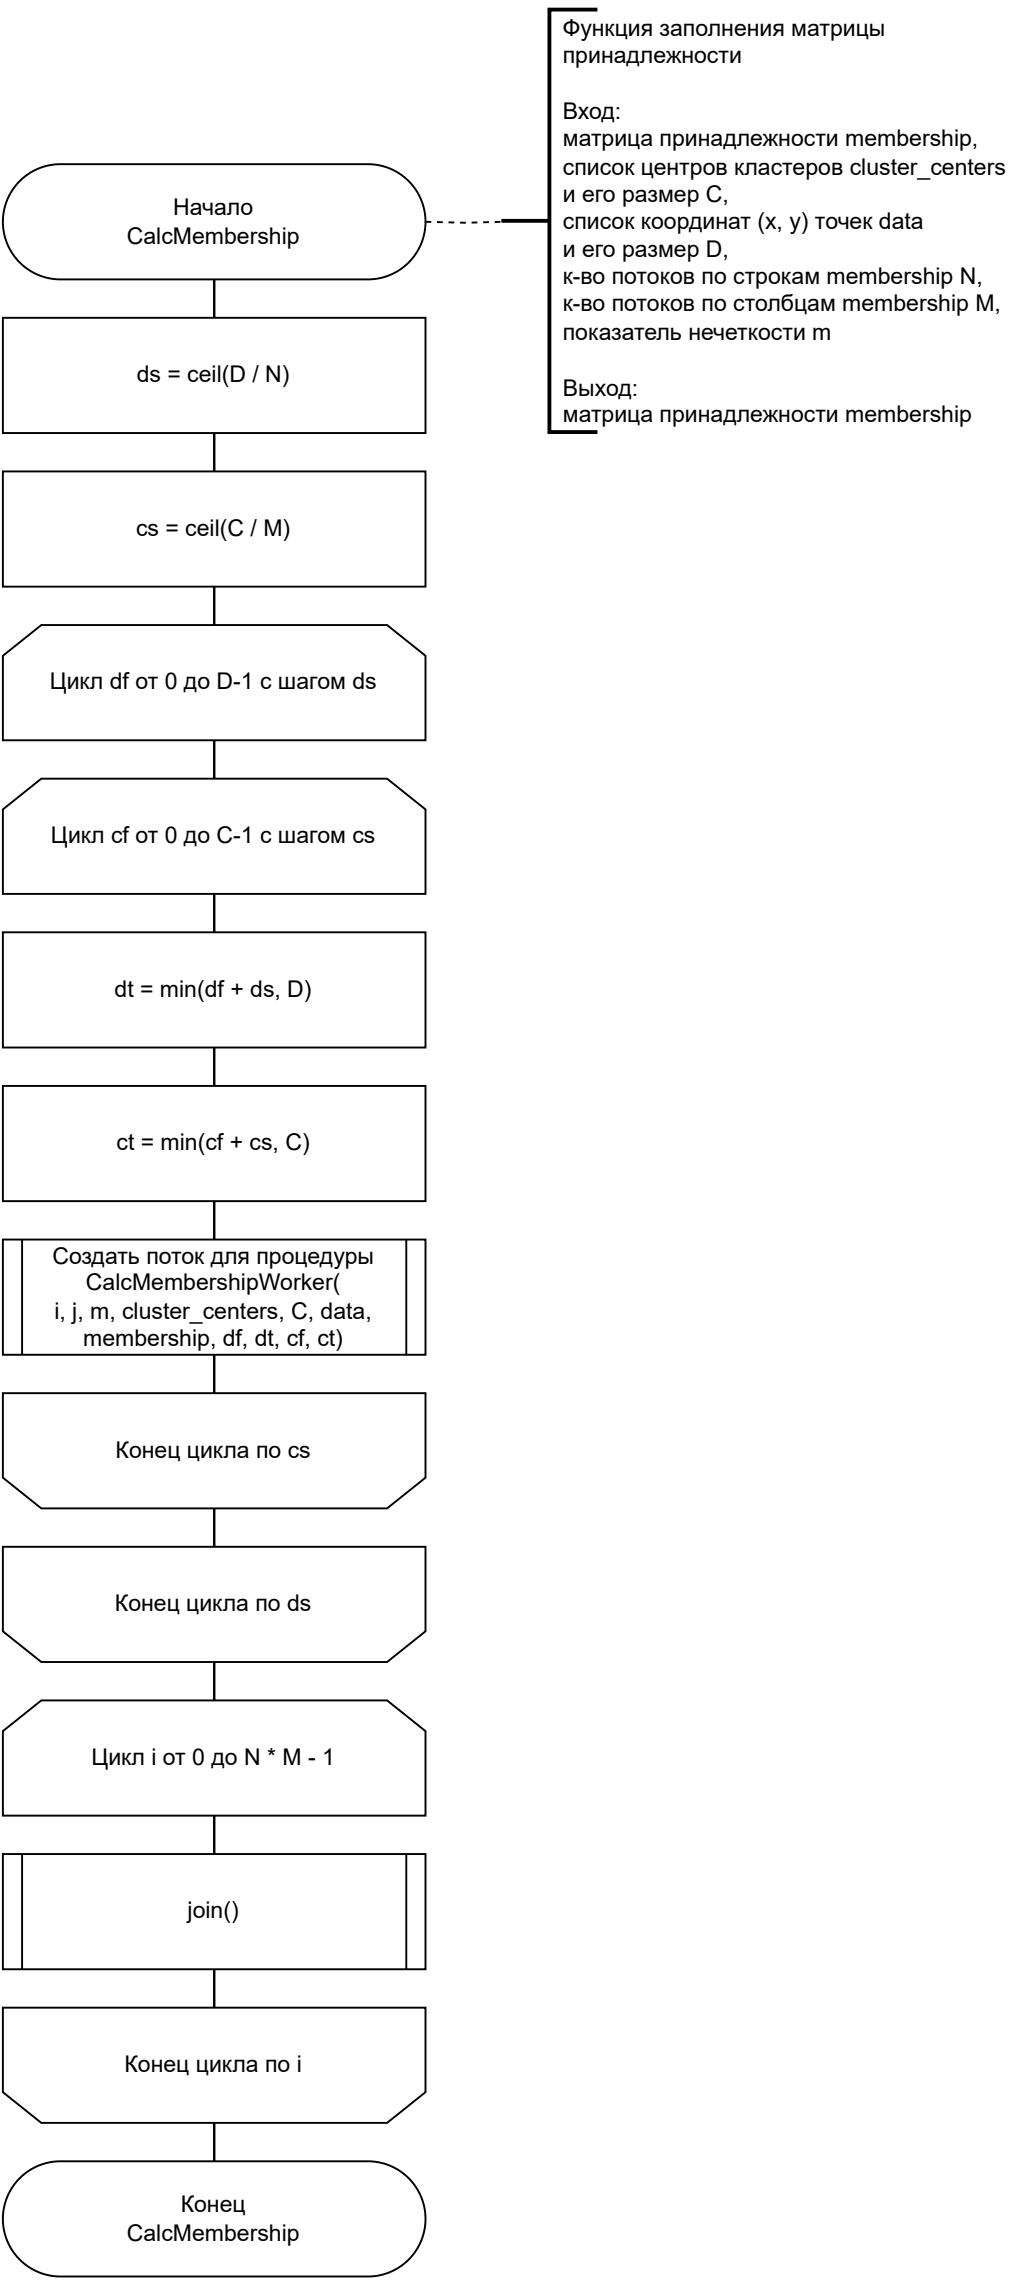 Функция заполнения матрицы
принадлежности
Вход:
матрица принадлежности membership,
список центров кластеров cluster_centers
и его размер C,
список координат (x, y) точек data
и его размер D,
к-во потоков по строкам membership N,
к-во потоков по столбцам membership M,
показатель нечеткости m
Выход:
матрица принадлежности membership
Начало
CalcMembership
ds = ceil(D / N)
cs = ceil(C / M)
Цикл df от 0 до D-1 с шагом ds
Цикл cf от 0 до C-1 с шагом cs
dt = min(df + ds, D)
ct = min(cf + cs, C)
Создать поток для процедуры
CalcMembershipWorker(
i, j, m, cluster_centers, C, data,
membership, df, dt, cf, ct)
Конец цикла по cs
Конец цикла по ds
Цикл i от 0 до N * M - 1
join()
Конец цикла по i
Конец
CalcMembership